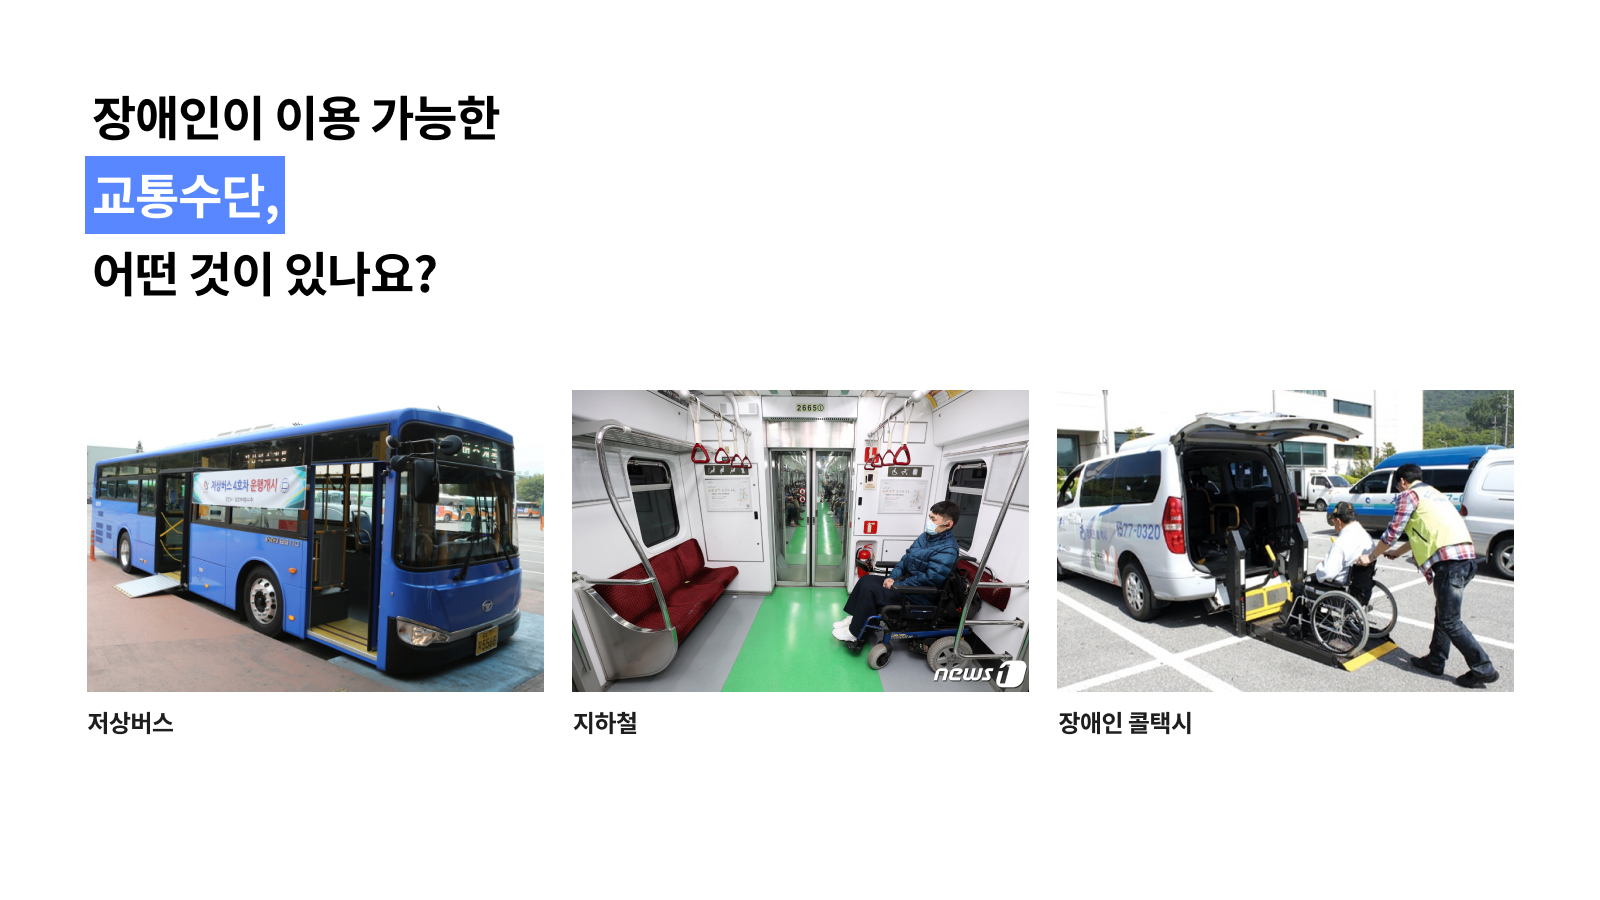 장애인이 이용 가능한
교통수단,
어떤 것이 있나요?
저상버스 4호차 운행개시
2665①
news1
77-0320
저상버스
지하철
장애인 콜택시